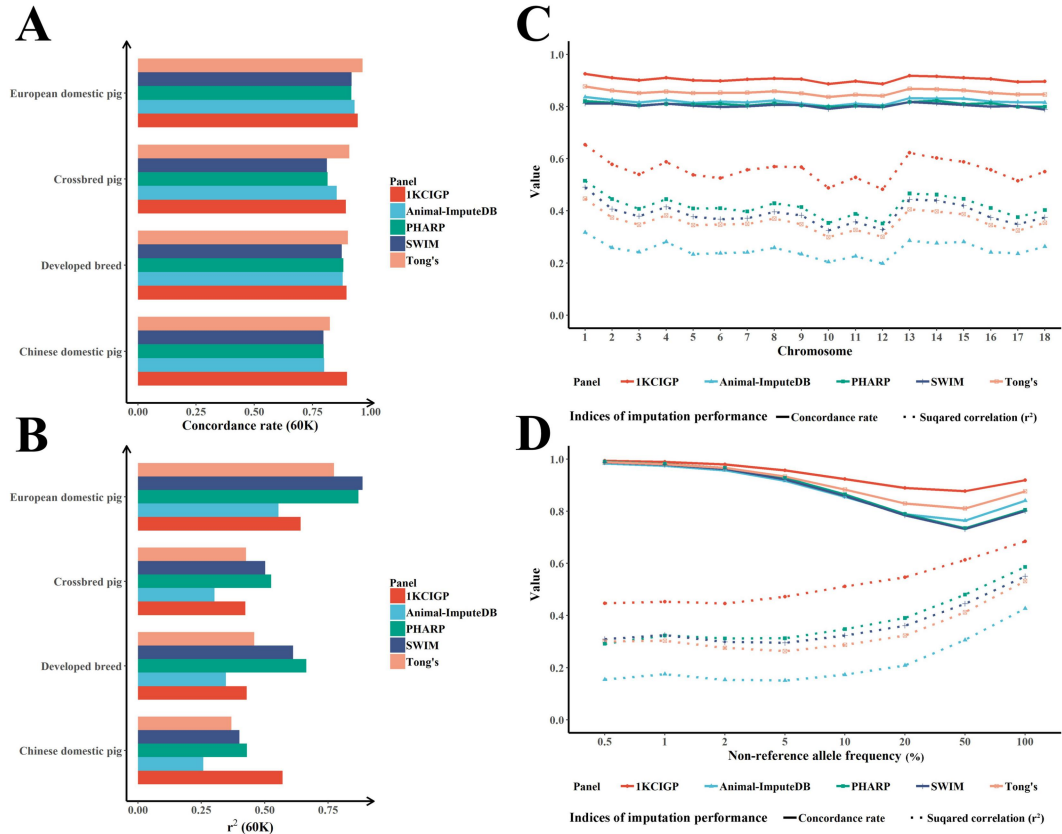 A
European domestic pig
Crossbred pig
Developed breed
Chinese domestic pig
0.00 0.25 0.50 0.75 1.00
Concordance rate (60K)
Panel
1KCIGP
Animal-ImputeDB
PHARP
SWIM
Tong's
B
European domestic pig
Crossbred pig
Developed breed
Chinese domestic pig
0.00 0.25 0.50 0.75
r² (60K)
Panel
1KCIGP
Animal-ImputeDB
PHARP
SWIM
Tong's
C
Value
1.0
0.8
0.6
0.4
0.2
0.0
1 2 3 4 5 6 7 8 9 10 11 12 13 14 15 16 17 18
Chromosome
Panel 1KCIGP Animal-ImputeDB PHARP SWIM Tong's
Indices of imputation performance Concordance rate Suqared correlation (r²)
D
Value
1.0
0.8
0.6
0.4
0.2
0.0
0.5 1 2 5 10 20 50 100
Non-reference allele frequency (%)
Panel 1KCIGP Animal-ImputeDB PHARP SWIM Tong's
Indices of imputation performance Concordance rate Suqared correlation (r²)